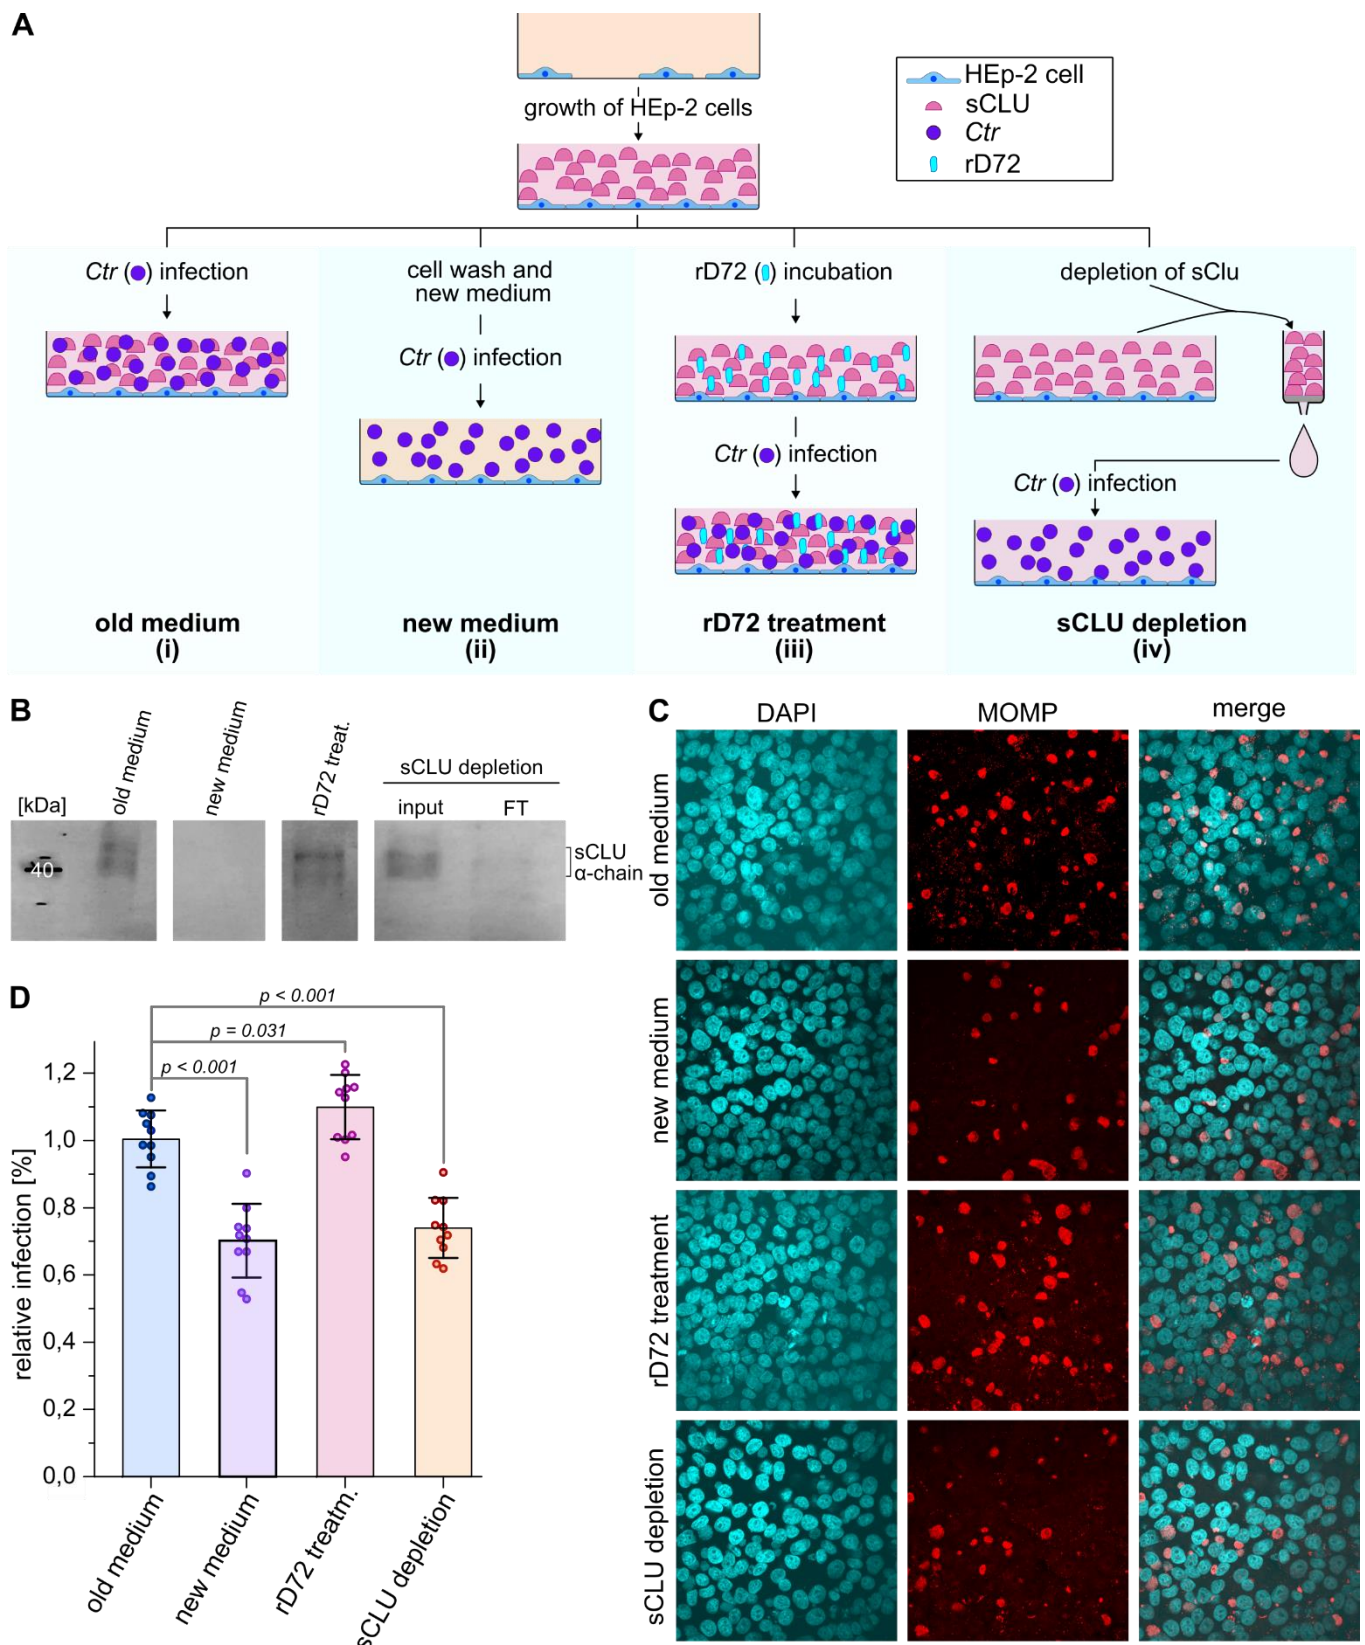 A
HEp-2 cell
sCLU
Ctr
rD72
growth of HEp-2 cells
Ctr ( ) infection
cell wash and
new medium
Ctr ( ) infection
rD72 ( ) incubation
Ctr ( ) infection
depletion of sClu
Ctr ( ) infection
old medium
(i)
new medium
(ii)
rD72 treatment
(iii)
sCLU depletion
(iv)
B
old medium
new medium
rD72 treat.
sCLU depletion
[kDa]
input
FT
40
sCLU
α-chain
C
DAPI
MOMP
merge
old medium
new medium
rD72 treatment
sCLU depletion
D
p < 0.001
p = 0.031
p < 0.001
relative infection [%]
1,2
1,0
0,8
0,6
0,4
0,2
0,0
old medium
new medium
rD72 treatm.
sCLU depletion